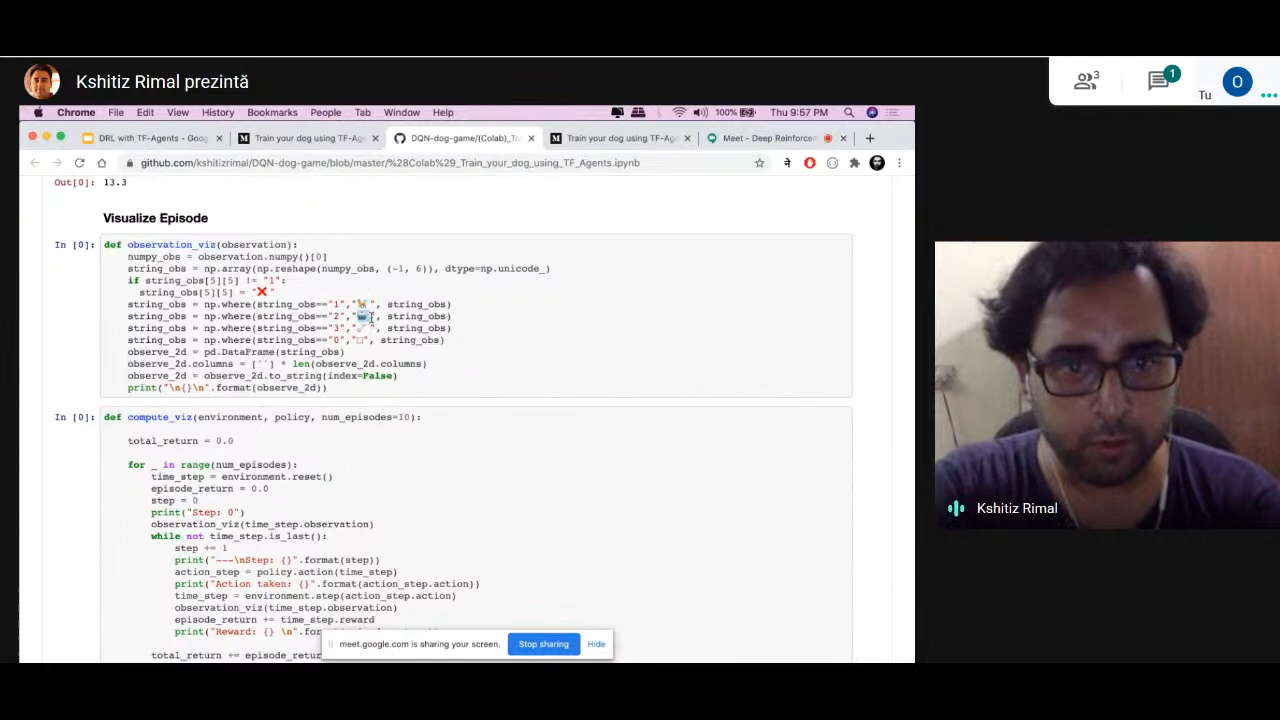 Kshitiz Rimal prezintă
3
1
Tu
O
Chrome File Edit View History Bookmarks People Tab Window Help
100%
Thu 9:57 PM
DRL with TF-Agents - Goog
Train your dog using TF-Age
DQN-dog-game/(Colab)_Tra
Train your dog using TF-Age
Meet - Deep Reinforcem
github.com/kshitizrimal/DQN-dog-game/blob/master/%28Colab%29_Train_your_dog_using_TF_Agents.ipynb
Out[0]: 13.3
Visualize Episode
In [0]: def observation_viz(observation):
numpy_obs = observation.numpy()[0]
string_obs = np.array(np.reshape(numpy_obs, (-1, 6)), dtype=np.unicode_)
if string_obs[5][5] != "1":
string_obs[5][5] = "❌"
string_obs = np.where(string_obs=="1","🐕", string_obs)
string_obs = np.where(string_obs=="2", string_obs)
string_obs = np.where(string_obs=="3","🦴", string_obs)
string_obs = np.where(string_obs=="0","⬜", string_obs)
observe_2d = pd.DataFrame(string_obs)
observe_2d.columns = [''] * len(observe_2d.columns)
observe_2d = observe_2d.to_string(index=False)
print("\n{}\n".format(observe_2d))
In [0]: def compute_viz(environment, policy, num_episodes=10):
total_return = 0.0
for _ in range(num_episodes):
time_step = environment.reset()
episode_return = 0.0
step = 0
print("Step: 0")
observation_viz(time_step.observation)
while not time_step.is_last():
step += 1
print("---\nStep: {}".format(step))
action_step = policy.action(time_step)
print("Action taken: {}".format(action_step.action))
time_step = environment.step(action_step.action)
observation_viz(time_step.observation)
episode_return += time_step.reward
print("Reward: {} \n".for
total_return += episode_retur
meet.google.com is sharing your screen.
Stop sharing
Hide
Kshitiz Rimal